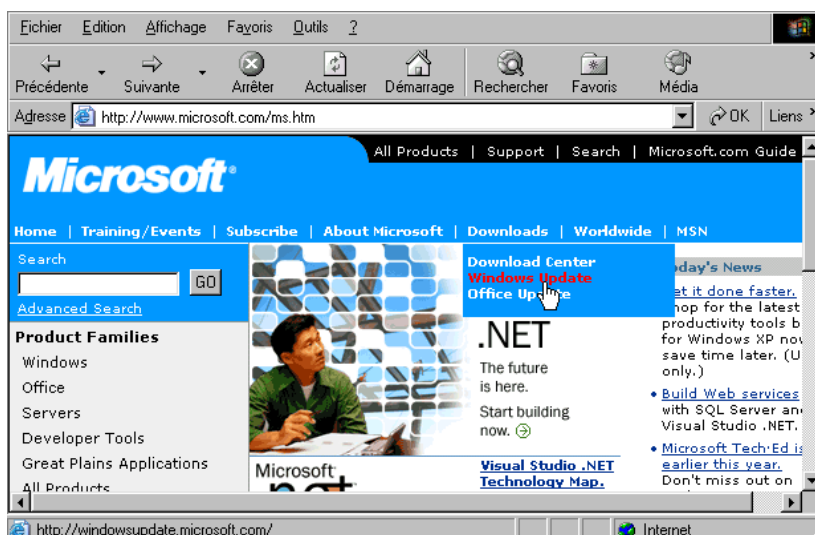 Fichier Edition Affichage Favoris Outils ?
Précédente Suivante Arrêter Actualiser Démarrage Rechercher Favoris Média
Adresse http://www.microsoft.com/ms.htm OK Liens
All Products | Support | Search | Microsoft.com Guide
Microsoft®
Home | Training/Events | Subscribe | About Microsoft | Downloads | Worldwide | MSN
Search
GO
Advanced Search
Product Families
Windows
Office
Servers
Developer Tools
Great Plains Applications
All Products
Download Center
Windows Update
Office Update
.NET
The future
is here.
Start building
now.
Microsoft
.net
Visual Studio .NET
Technology Map.
day's News
et it done faster.
hop for the latest
productivity tools b
for Windows XP nov
save time later. (U
only.)
Build Web services
with SQL Server an
Visual Studio .NET.
Microsoft Tech·Ed is
earlier this year.
Don't miss out on
http://windowsupdate.microsoft.com/ Internet